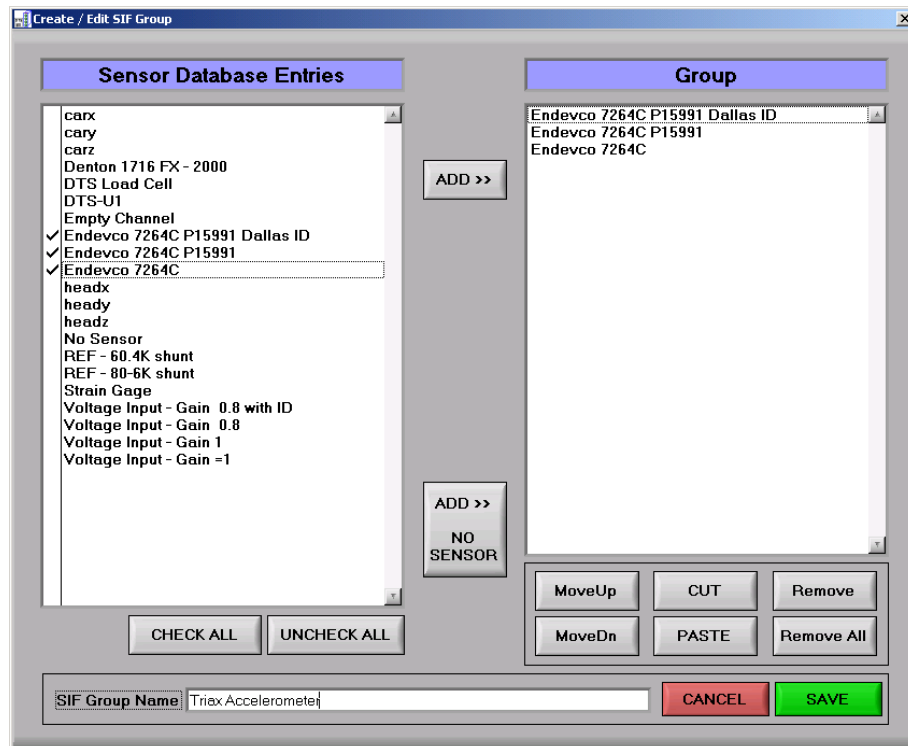 Create / Edit SIF Group
Sensor Database Entries
carx
cary
carz
Denton 1716 FX - 2000
DTS Load Cell
DTS-U1
Empty Channel
Endevco 7264C P15991 Dallas ID
Endevco 7264C P15991
Endevco 7264C
headx
heady
headz
No Sensor
REF - 60.4K shunt
REF - 80-6K shunt
Strain Gage
Voltage Input - Gain  0.8 with ID
Voltage Input - Gain  0.8
Voltage Input - Gain 1
Voltage Input - Gain =1
CHECK ALL
UNCHECK ALL
ADD >>
ADD >>
NO
SENSOR
Group
Endevco 7264C P15991 Dallas ID
Endevco 7264C P15991
Endevco 7264C
MoveUp
CUT
Remove
MoveDn
PASTE
Remove All
SIF Group Name
Triax Accelerometer
CANCEL
SAVE